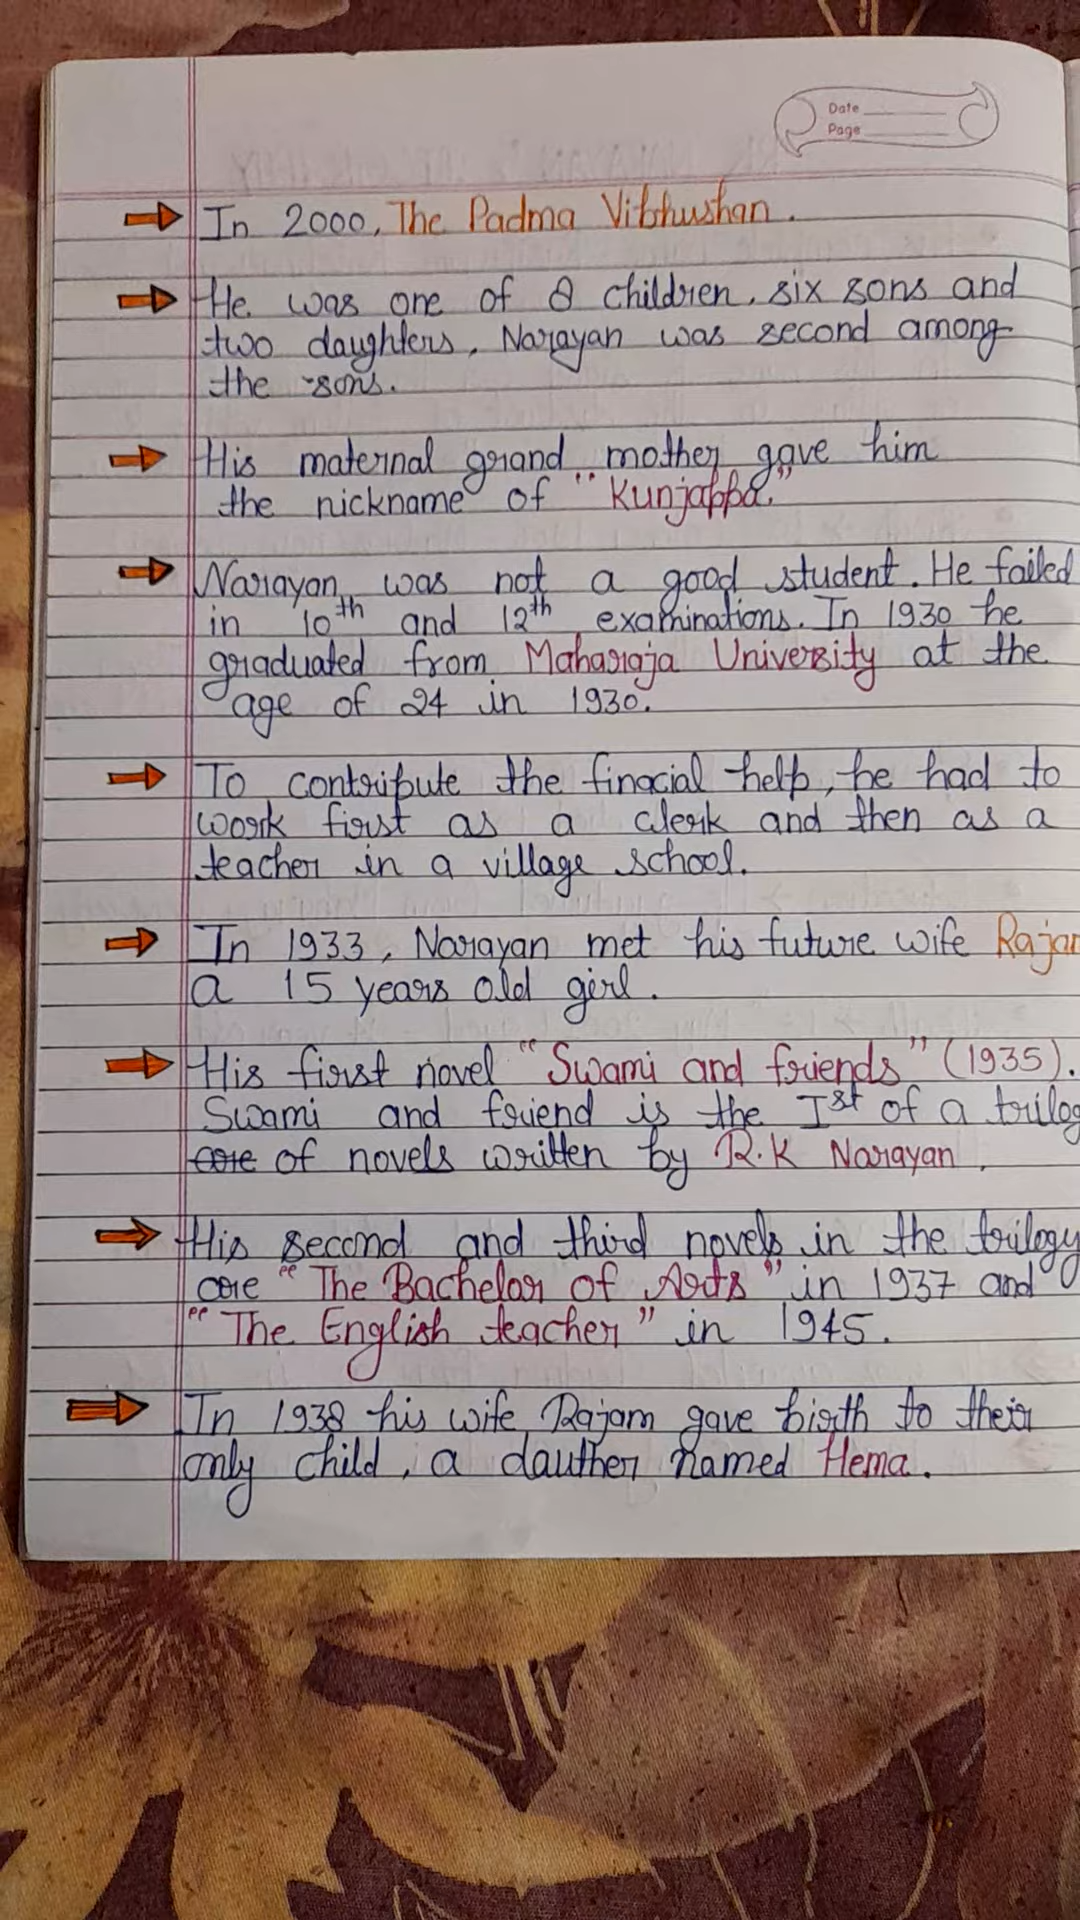 Date
Page
In 2000, The Padma Vibhushan.
He was one of 8 children, six sons and
two daughters, Narayan was second among
the sons.
His maternal grand mother gave him
the nickname of "Kunjappa."
Narayan was not a good student. He failed
in 10th and 12th examinations. In 1930 he
graduated from Maharaja University at the
age of 24 in 1930.
To contribute the finacial help, he had to
work first as a clerk and then as a
teacher in a village school.
In 1933, Narayan met his future wife Rajam
a 15 years old girl.
His first novel "Swami and friends" (1935).
Swami and friend is the Ist of a trilog
are of novels written by R.K Narayan.
His second and third novels in the trilogy
are "The Bachelor of Arts" in 1937 and
"The English teacher" in 1945.
In 1938 his wife Rajam gave birth to their
only child, a dauther named Hema.